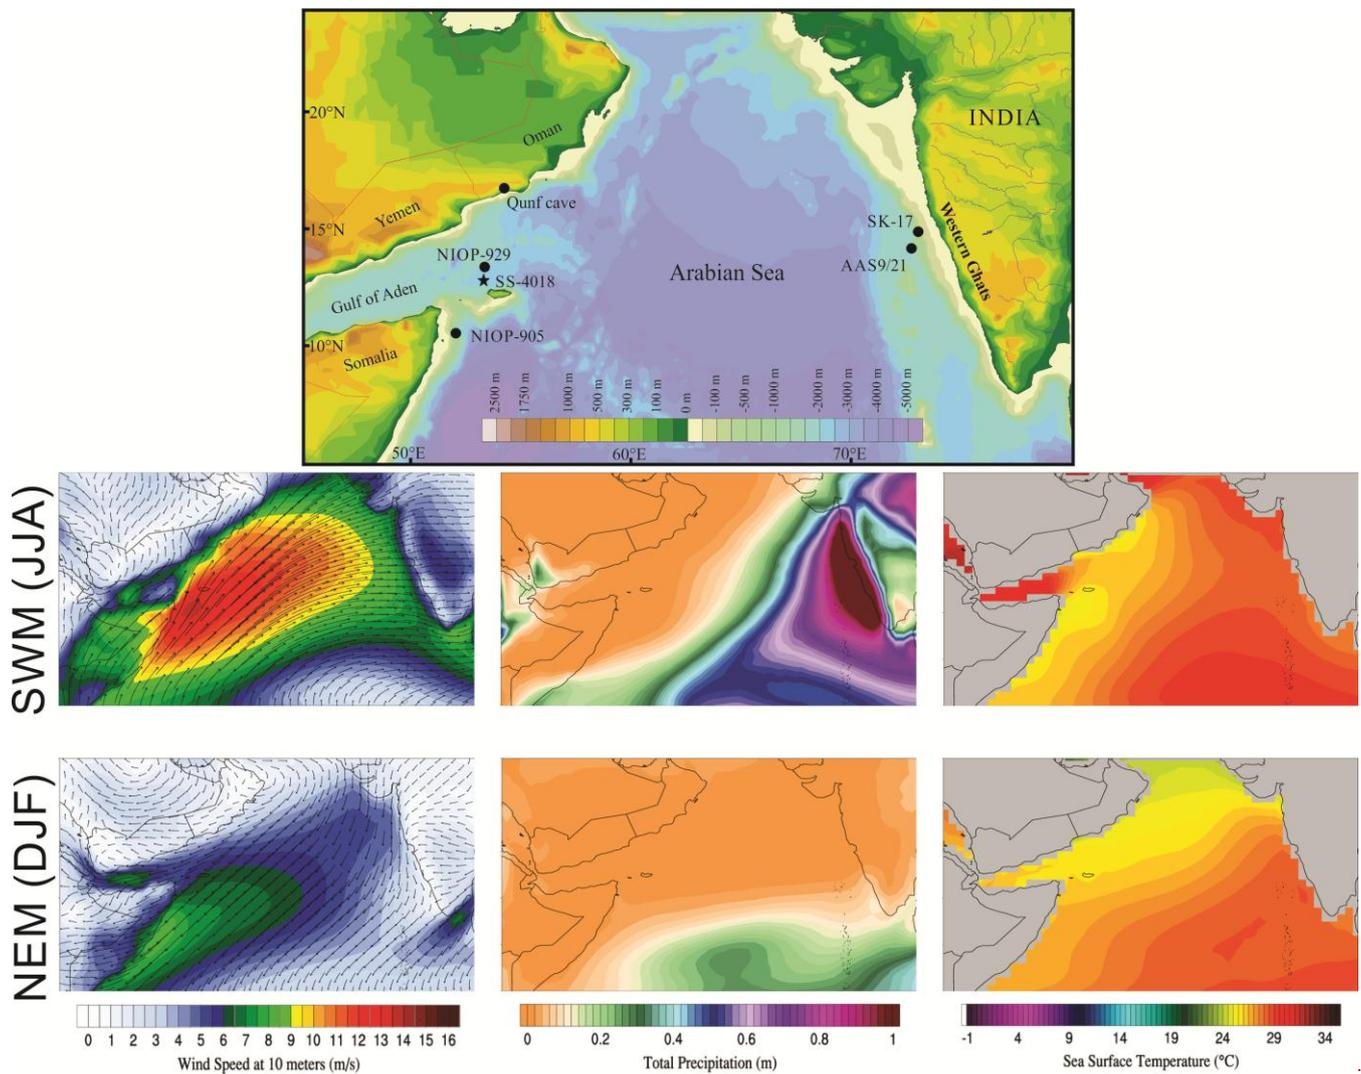 20°N
INDIA
Oman
Qunf cave
Yemen
SK-17
Western Ghats
15°N
NIOP-929
AAS9/21
Arabian Sea
SS-4018
Gulf of Aden
NIOP-905
10°N
Somalia
2500 m
1750 m
1000 m
500 m
300 m
100 m
0 m
-100 m
-500 m
-1000 m
-2000 m
-3000 m
-4000 m
-5000 m
50°E 60°E 70°E
SWM (JJA)
NEM (DJF)
0 1 2 3 4 5 6 7 8 9 10 11 12 13 14 15 16
Wind Speed at 10 meters (m/s)
0 0.2 0.4 0.6 0.8 1
Total Precipitation (m)
-1 4 9 14 19 24 29 34
Sea Surface Temperature (°C)